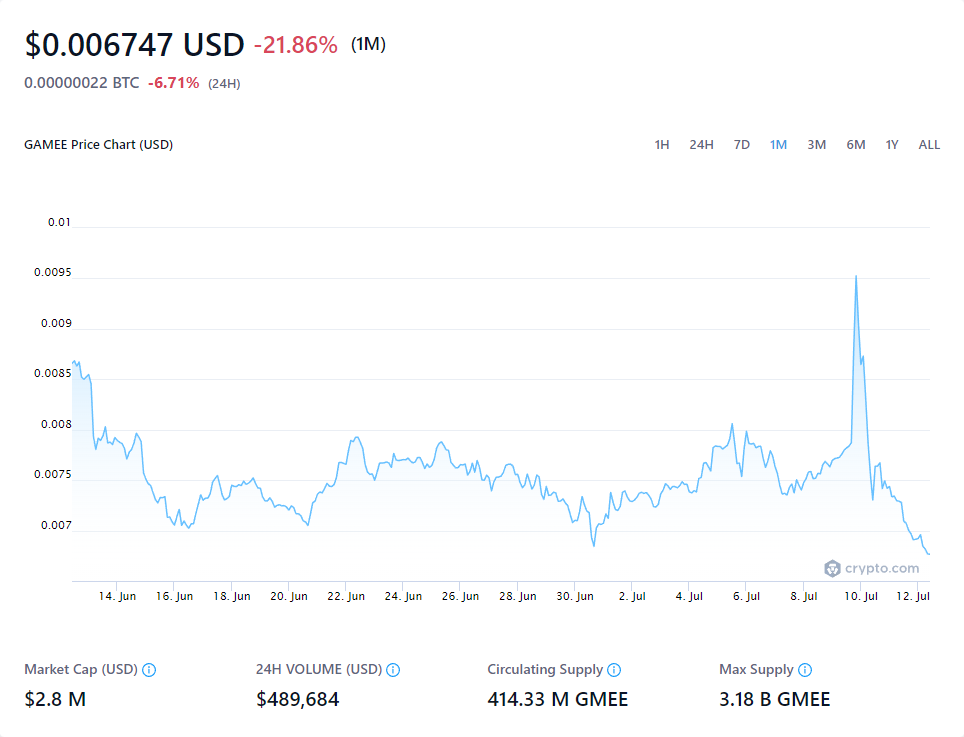 $0.006747 USD -21.86% (1M)
0.00000022 BTC -6.71% (24H)
GAMEE Price Chart (USD) 1H 24H 7D 1M 3M 6M 1Y ALL
0.01
0.0095
0.009
0.0085
0.008
0.0075
0.007
crypto.com
14. Jun 16. Jun 18. Jun 20. Jun 22. Jun 24. Jun 26. Jun 28. Jun 30. Jun 2. Jul 4. Jul 6. Jul 8. Jul 10. Jul 12. Jul
Market Cap (USD) 24H VOLUME (USD) Circulating Supply Max Supply
$2.8 M $489,684 414.33 M GMEE 3.18 B GMEE